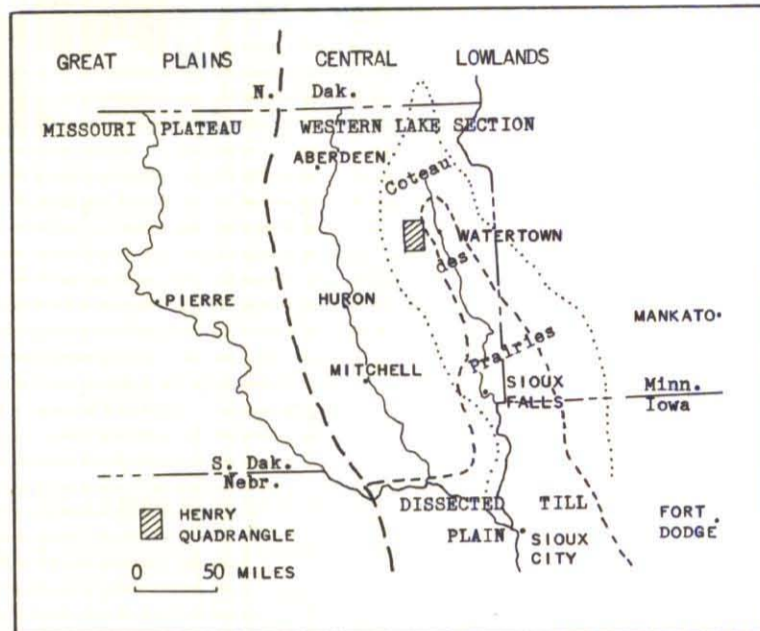 GREAT PLAINS CENTRAL LOWLANDS
N. Dak.
MISSOURI PLATEAU WESTERN LAKE SECTION
ABERDEEN
Coteau
WATERTOWN
des
PIERRE
HURON
MANKATO
Prairies
MITCHELL
SIOUX
FALLS
Minn.
Iowa
S. Dak.
Nebr.
DISSECTED TILL
PLAIN
HENRY
QUADRANGLE
SIOUX
CITY
FORT
DODGE
0 50 MILES